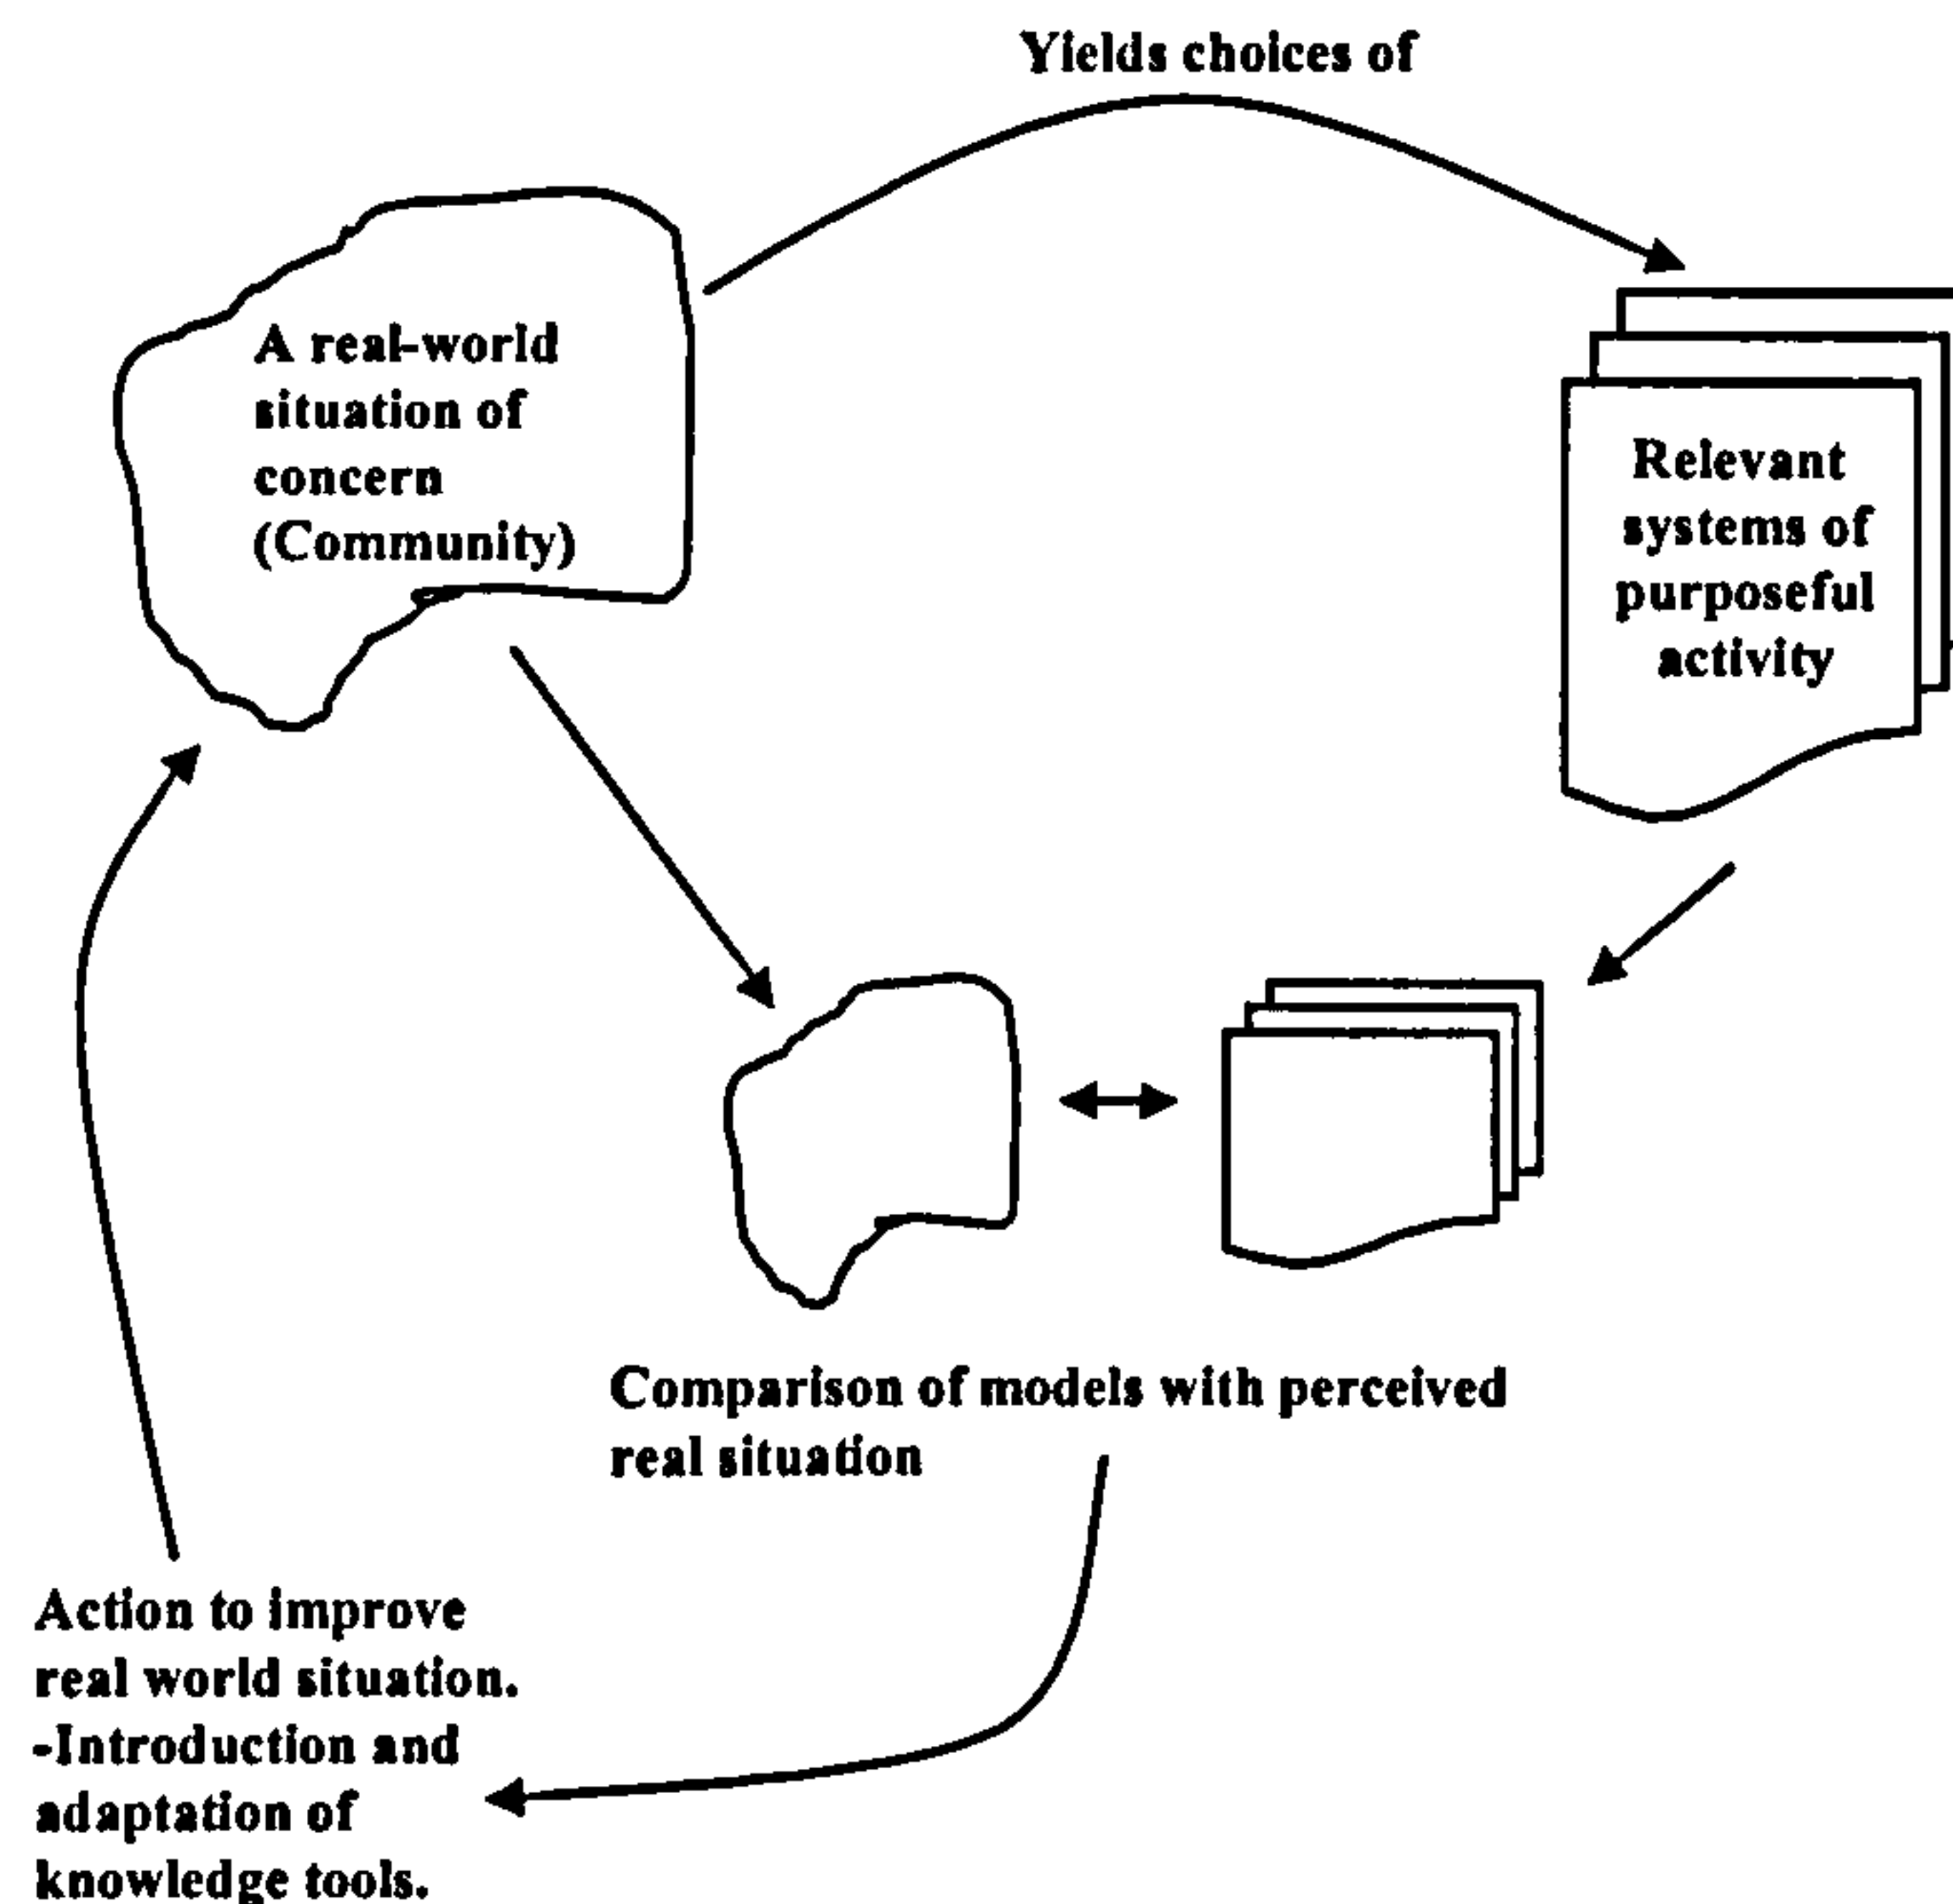 Yields choices of
A real-world
situation of
concern
(Community)
Relevant
systems of
purposeful
activity
Comparison of models with perceived
real situation
Action to improve
real world situation.
-Introduction and
adaptation of
knowledge tools.